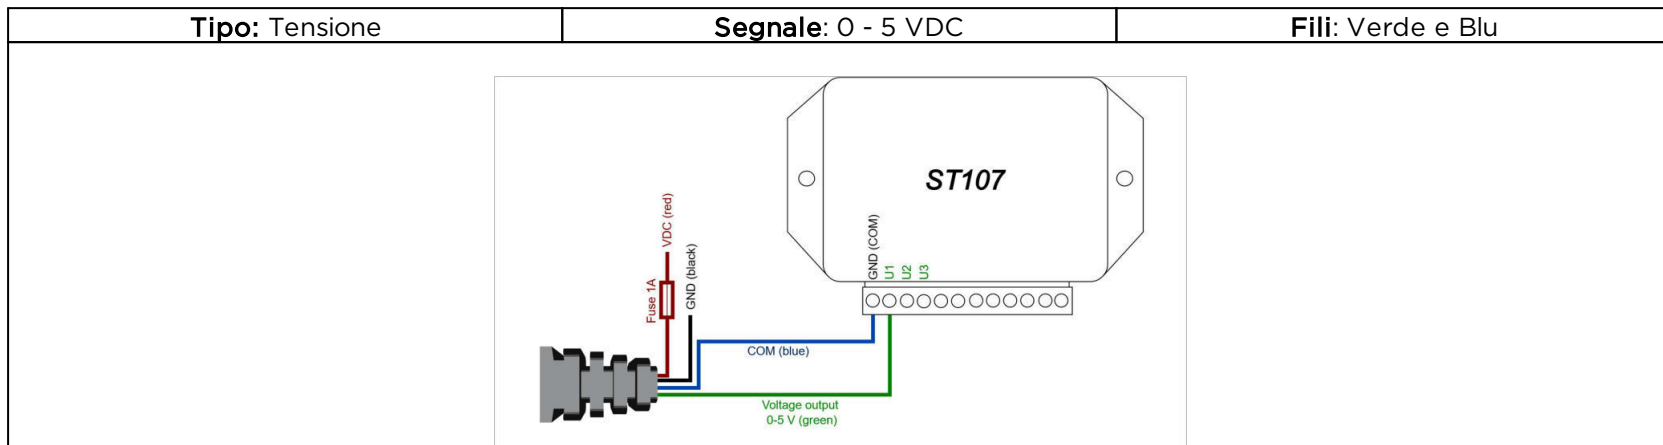 Tipo: Tensione
Segnale: 0 - 5 VDC
Fili: Verde e Blu
ST107
GND (COM)
U1
U2
U3
VDC (red)
Fuse 1A
GND (black)
COM (blue)
Voltage output
0-5 V (green)